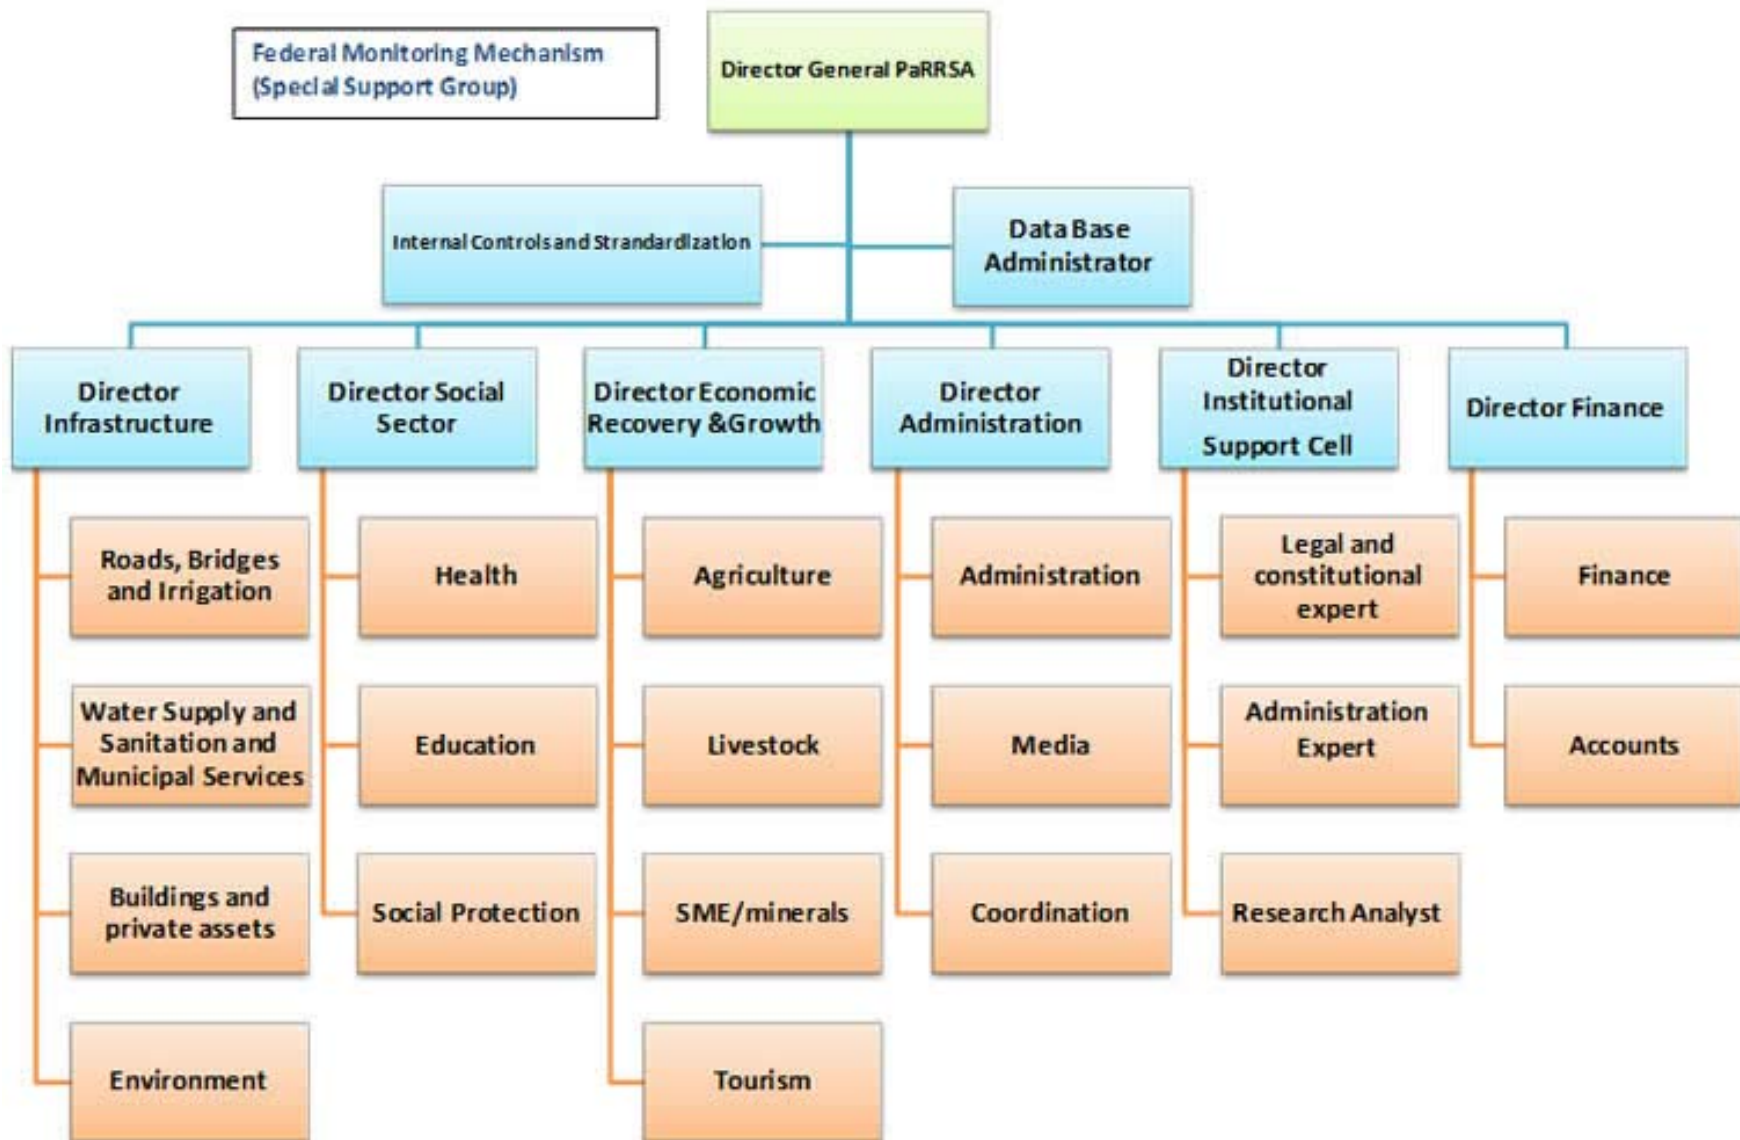 Federal Monitoring Mechanism
(Special Support Group)
Director General PaRRSA
Internal Controls and Strandardization
Data Base
Administrator
Director
Infrastructure
Director Social
Sector
Director Economic
Recovery &Growth
Director
Administration
Director
Institutional
Support Cell
Director Finance
Roads, Bridges
and Irrigation
Health
Agriculture
Administration
Legal and
constitutional
expert
Finance
Water Supply and
Sanitation and
Municipal Services
Education
Livestock
Media
Administration
Expert
Accounts
Buildings and
private assets
Social Protection
SME/minerals
Coordination
Research Analyst
Environment
Tourism